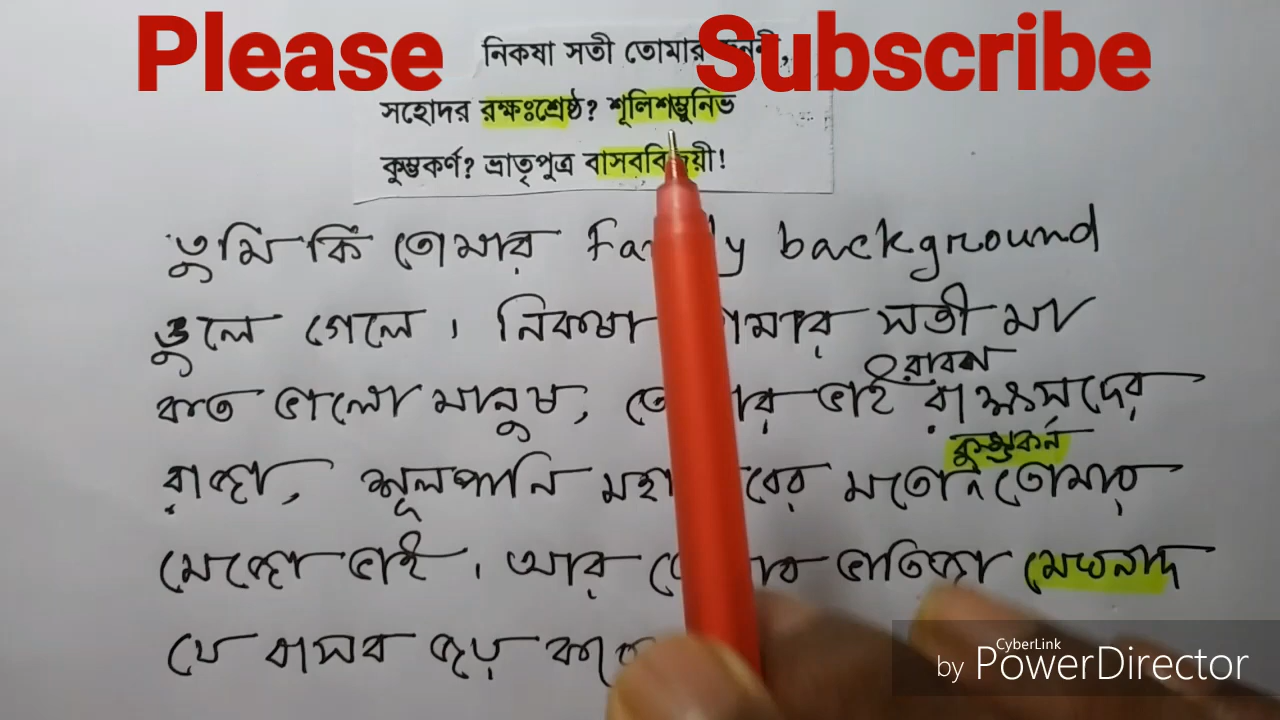 Please Subscribe
নিকষা সতী তোমার
সহোদর রক্ষঃশ্রেষ্ঠ? শূলিশম্ভুনিভ
কুম্ভকর্ণ? ভ্রাতৃপুত্র
তুমি কি তোমার background
ভুলে গেলে। নিকষা সতী মা
কত ভালো মানুষ, ভাই রাক্ষসদের
রাবণ
রাজা, শূলপানি মতোন তোমার
কুম্ভকর্ন
মেজো ভাই। আর ভাতিজা মেঘনাদ
যে বাসব জয়
CyberLink
by PowerDirector